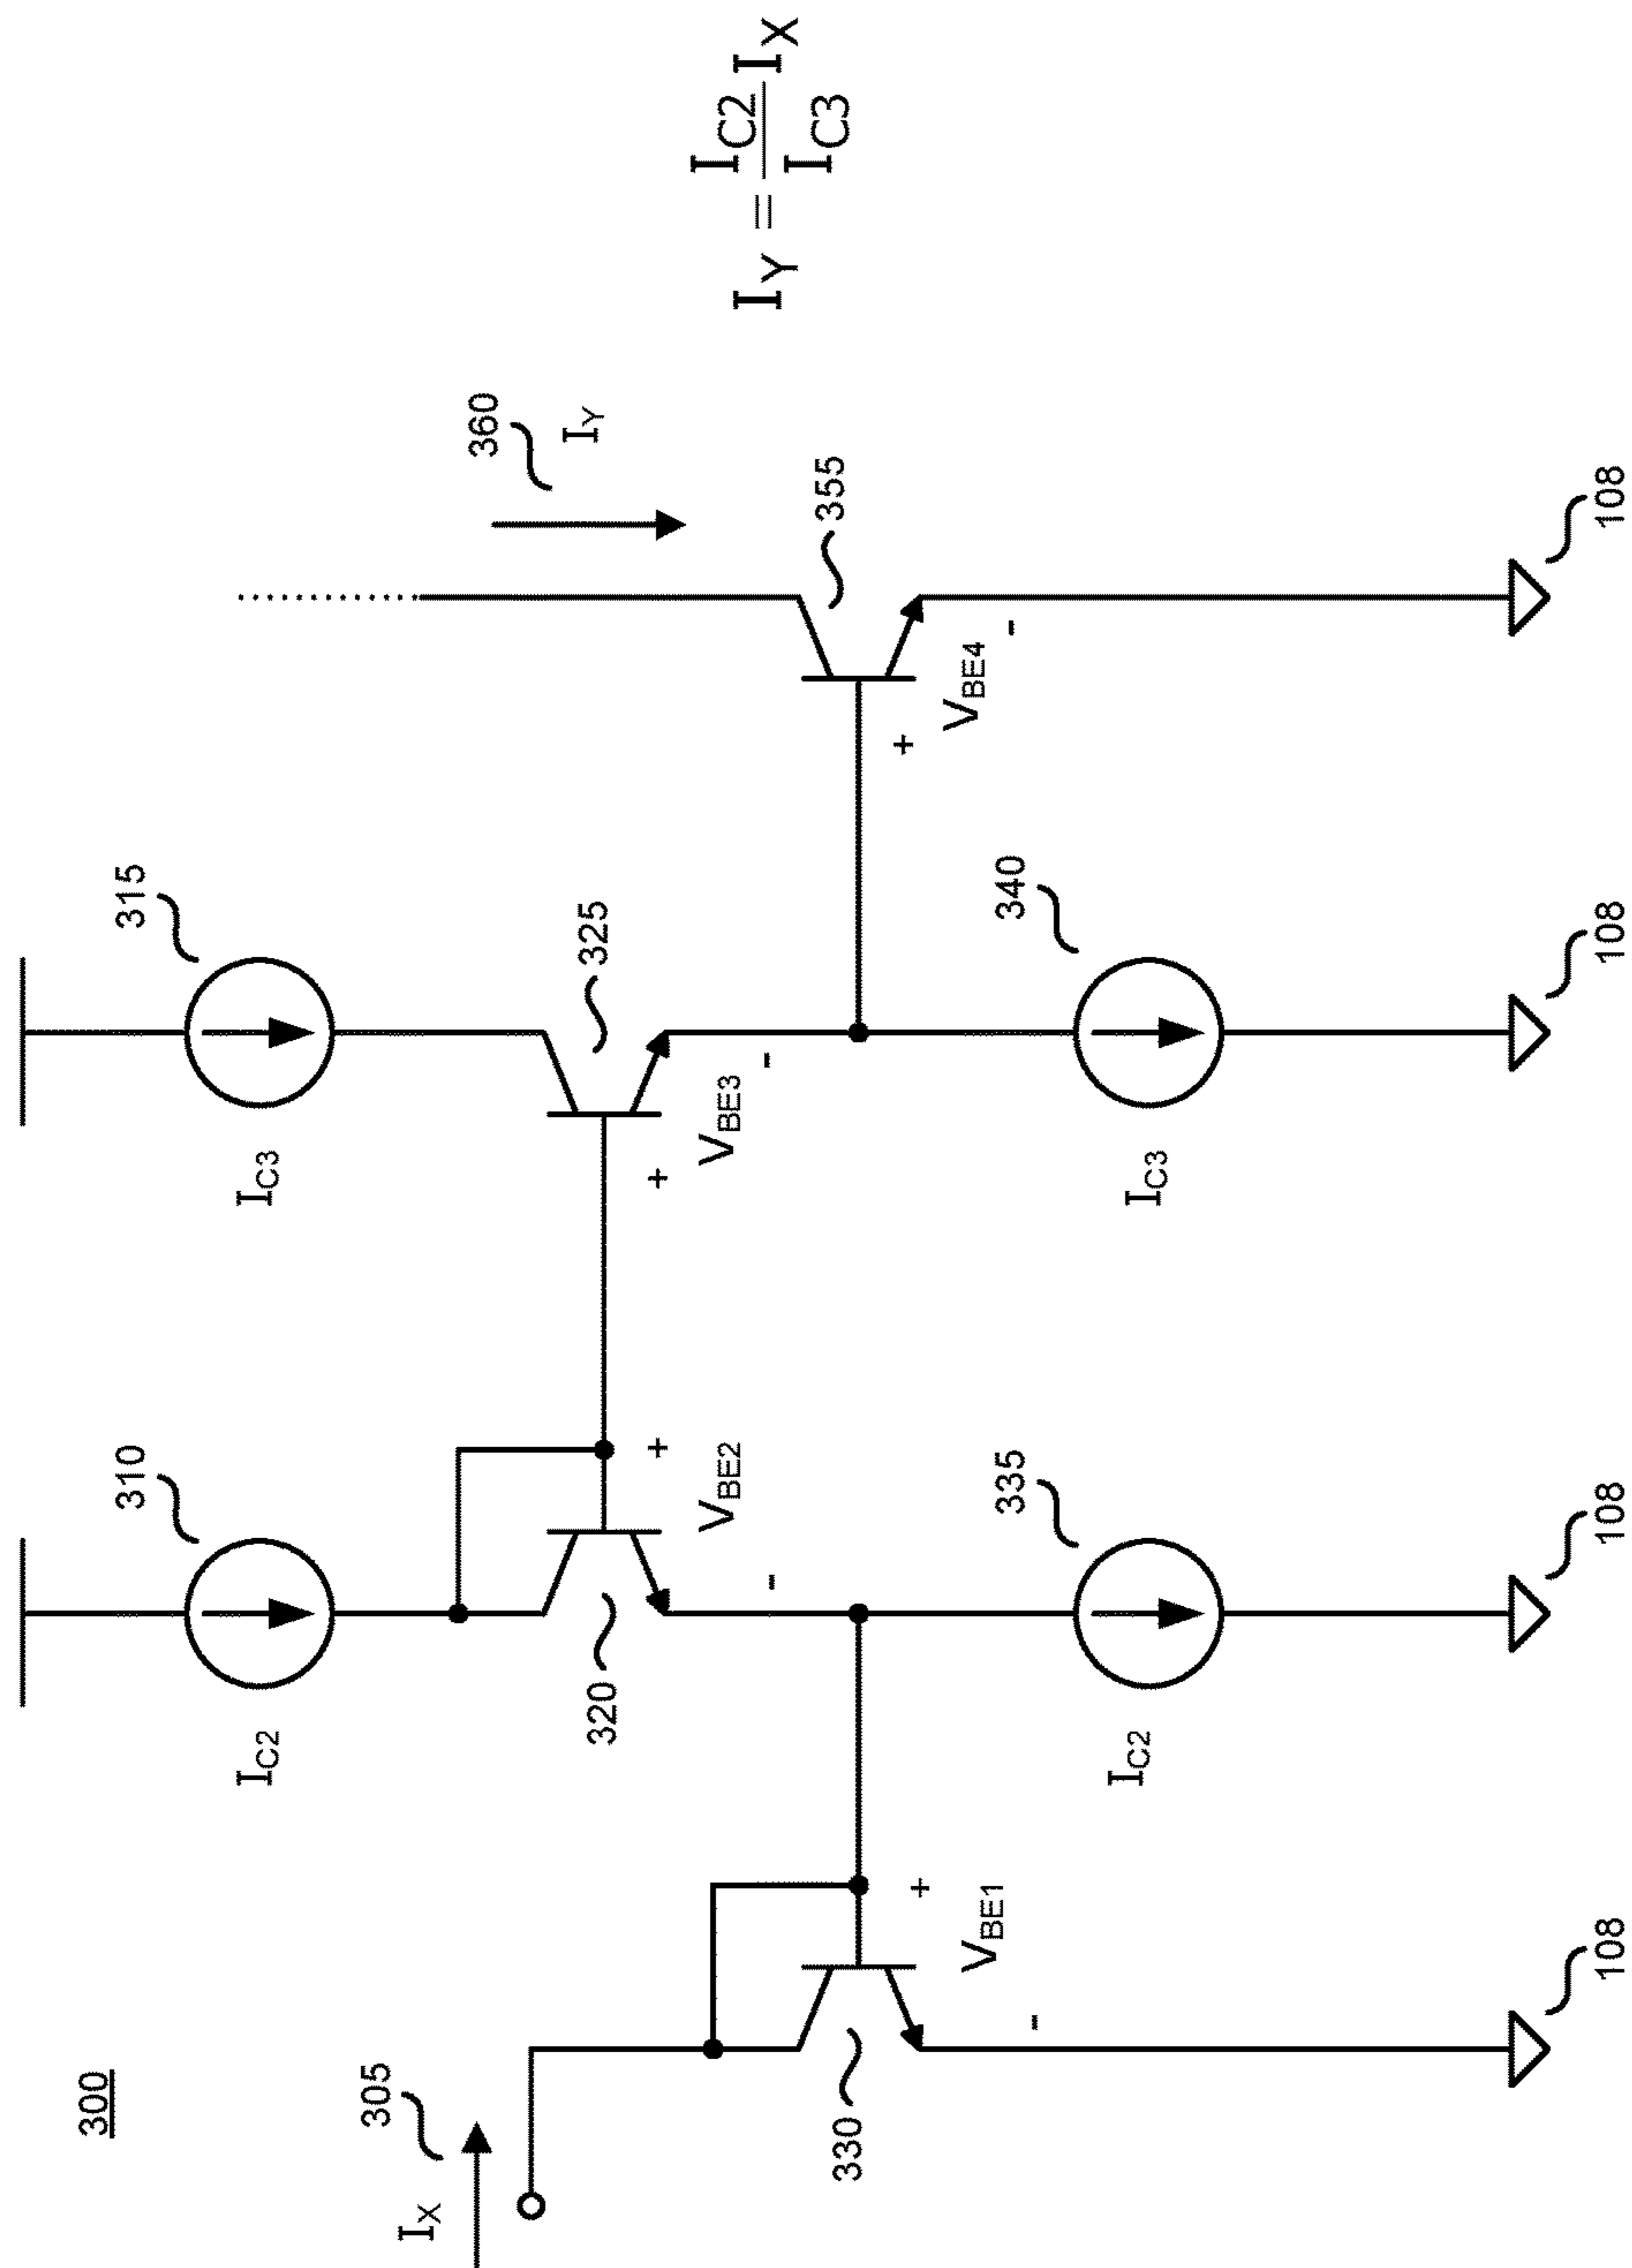 300
310
315
I_C2
I_C3
305
I_X
360
I_Y
320
325
+
+
V_BE2
V_BE3
-
-
330
355
+
+
V_BE1
V_BE4
-
-
335
340
I_C2
I_C3
108
108
108
108
I_Y = I_C2/I_C3 I_X